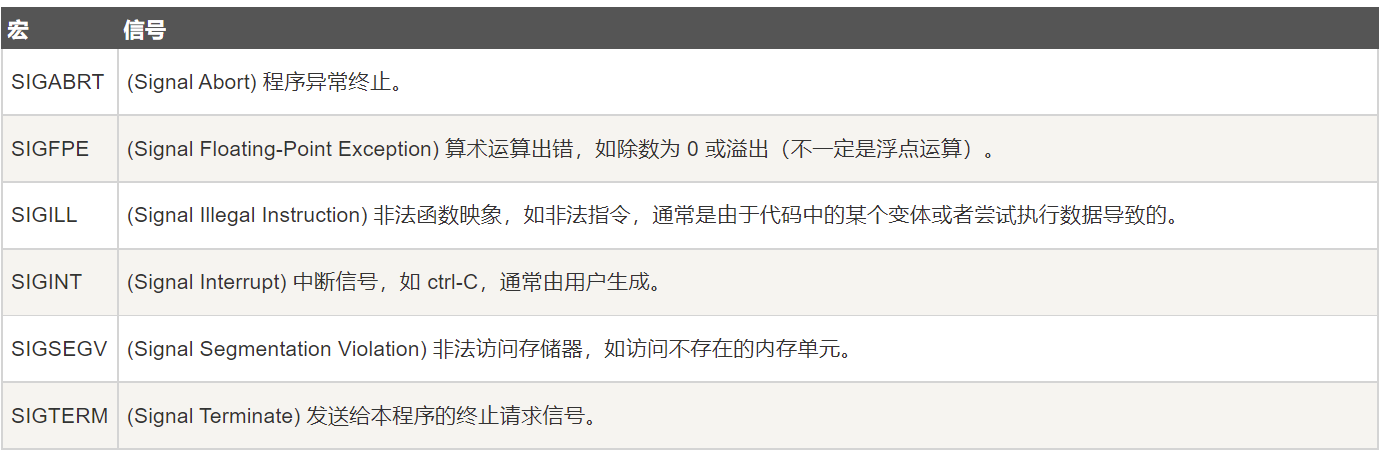 宏 信号
SIGABRT (Signal Abort) 程序异常终止。
SIGFPE (Signal Floating-Point Exception) 算术运算出错，如除数为 0 或溢出（不一定是浮点运算）。
SIGILL (Signal Illegal Instruction) 非法函数映象，如非法指令，通常是由于代码中的某个变体或者尝试执行数据导致的。
SIGINT (Signal Interrupt) 中断信号，如 ctrl-C，通常由用户生成。
SIGSEGV (Signal Segmentation Violation) 非法访问存储器，如访问不存在的内存单元。
SIGTERM (Signal Terminate) 发送给本程序的终止请求信号。